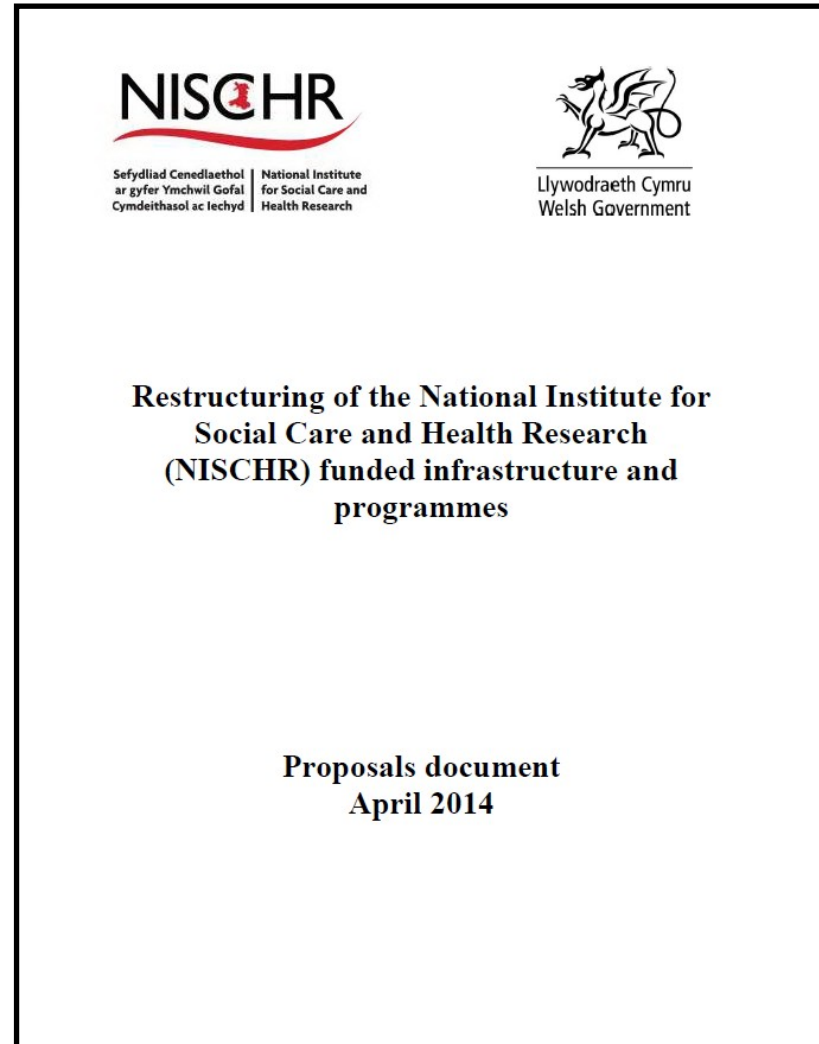 NISCHR
Sefydliad Cenedlaethol
ar gyfer Ymchwil Gofal
Cymdeithasol ac Iechyd
National Institute
for Social Care and
Health Research
Llywodraeth Cymru
Welsh Government
Restructuring of the National Institute for
Social Care and Health Research
(NISCHR) funded infrastructure and
programmes
Proposals document
April 2014